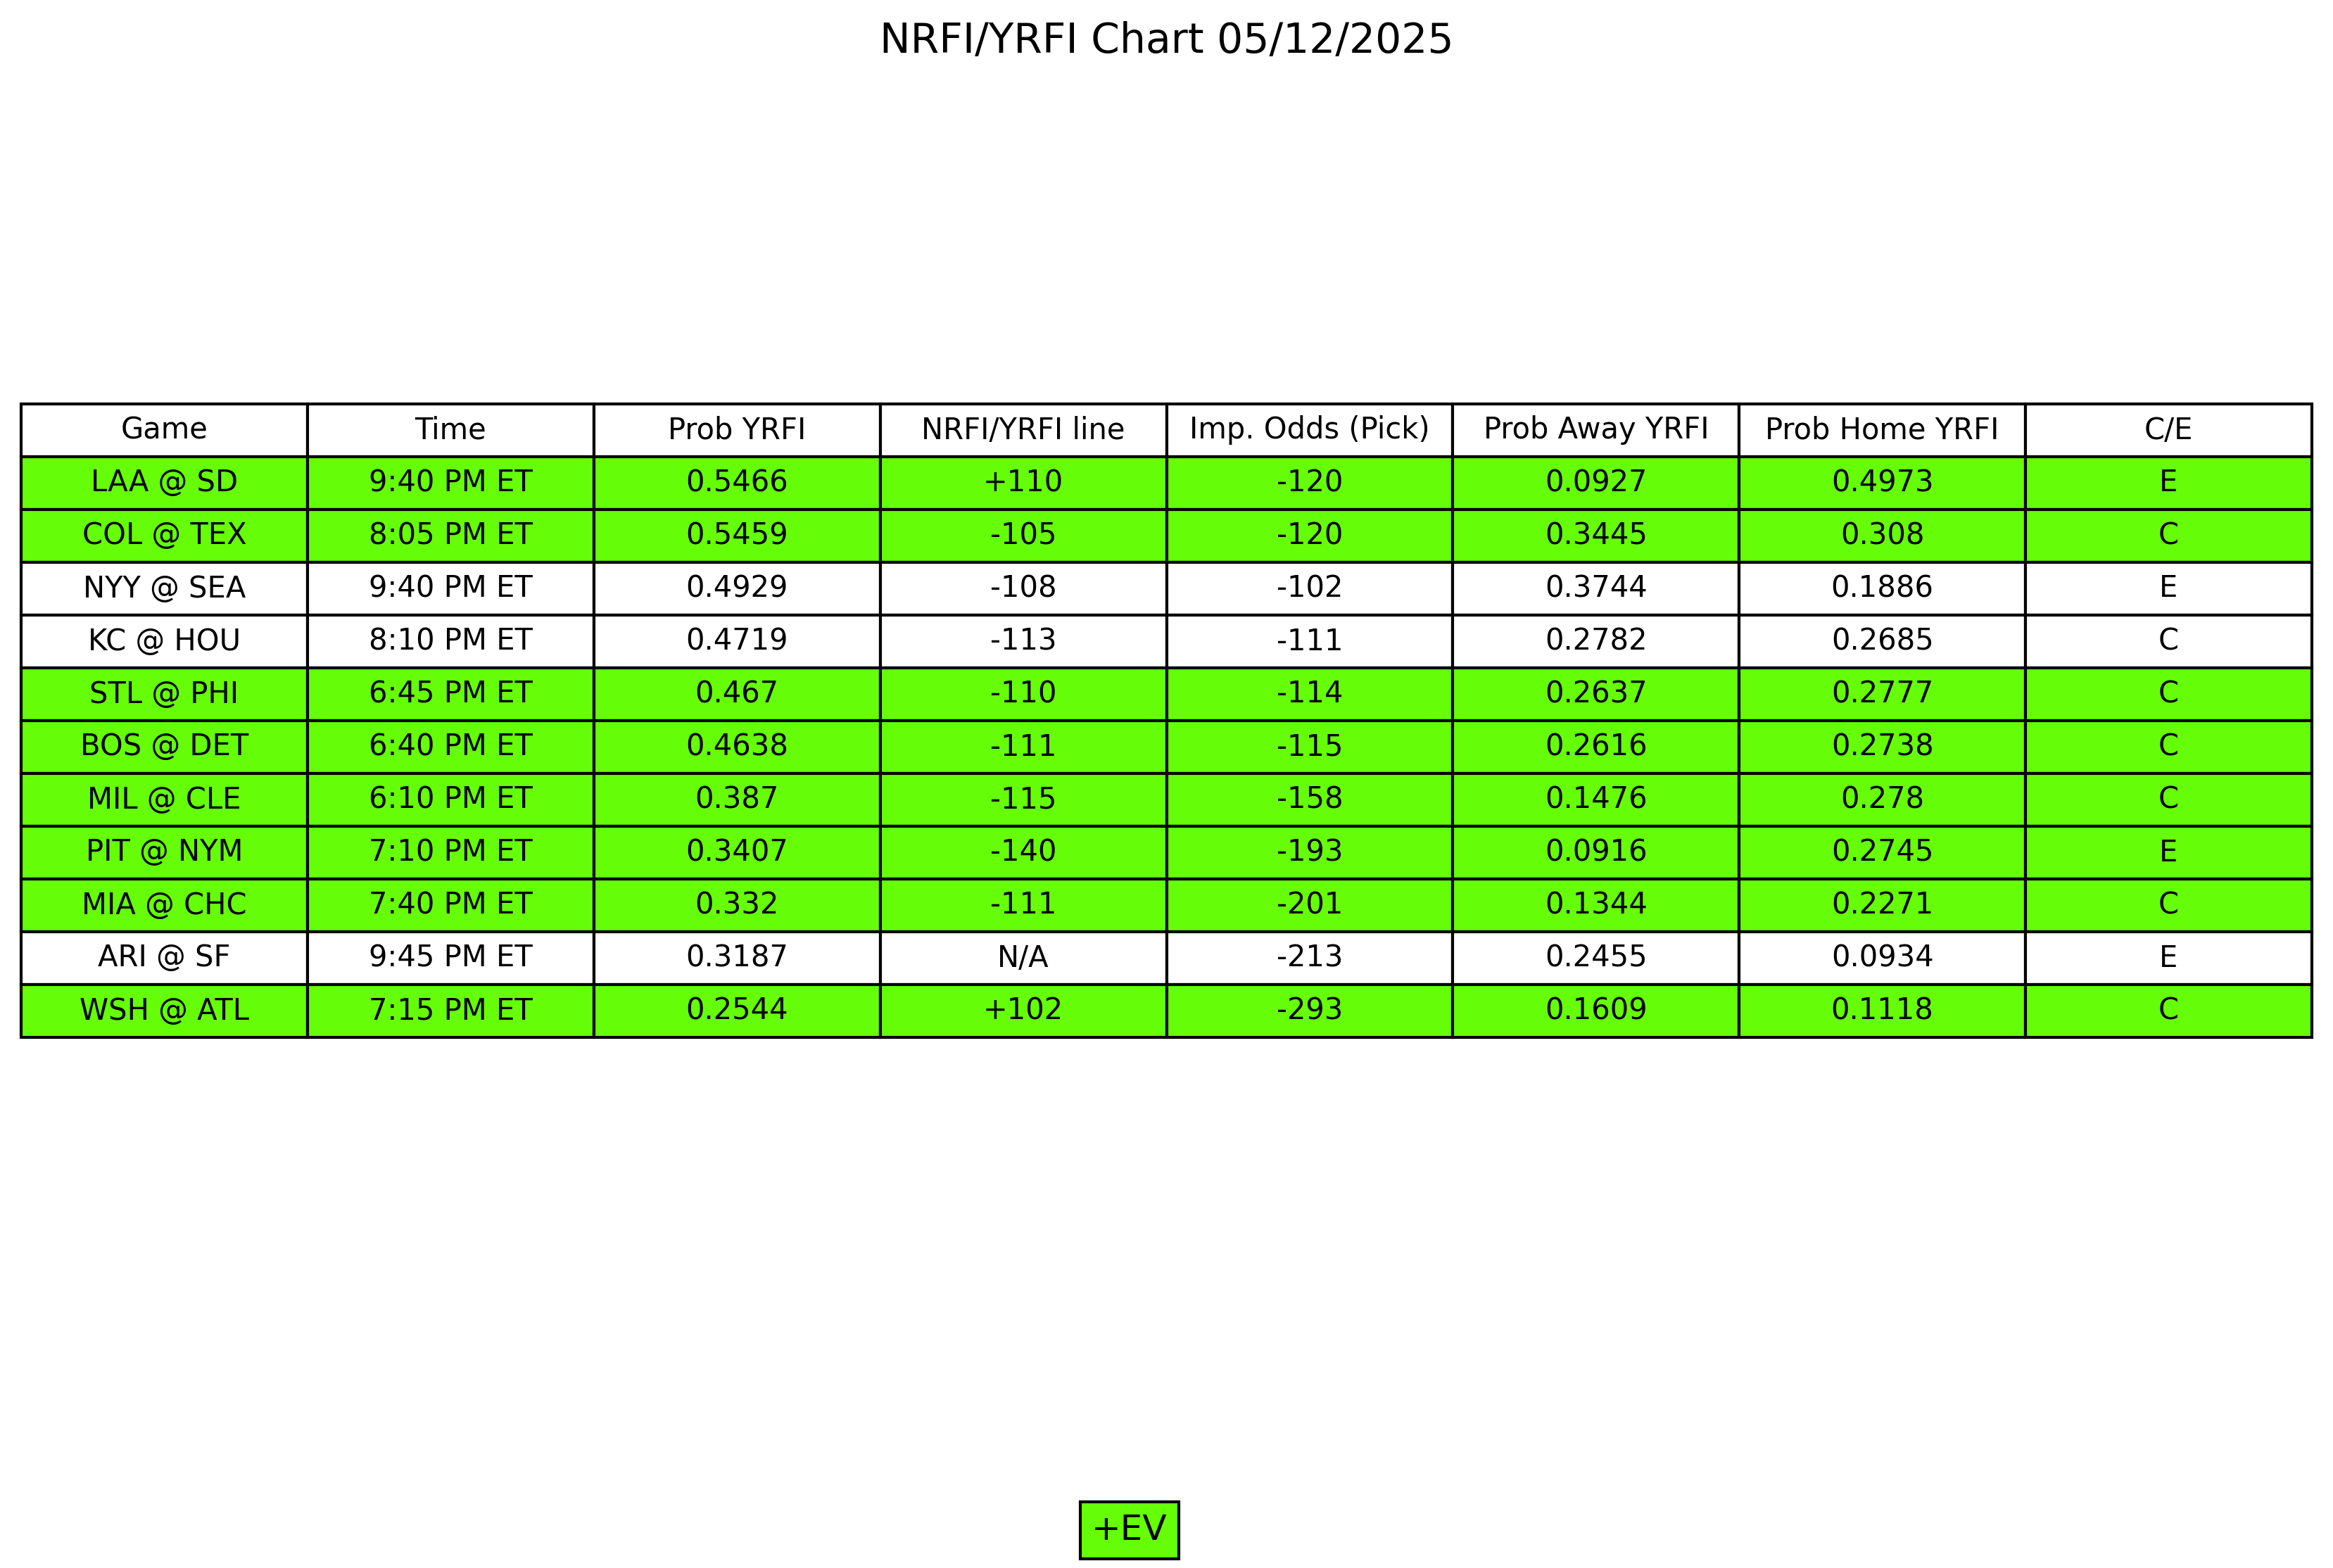 NRFI/YRFI Chart 05/12/2025
Game Time Prob YRFI NRFI/YRFI line Imp. Odds (Pick) Prob Away YRFI Prob Home YRFI C/E
LAA @ SD 9:40 PM ET 0.5466 +110 -120 0.0927 0.4973 E
COL @ TEX 8:05 PM ET 0.5459 -105 -120 0.3445 0.308 C
NYY @ SEA 9:40 PM ET 0.4929 -108 -102 0.3744 0.1886 E
KC @ HOU 8:10 PM ET 0.4719 -113 -111 0.2782 0.2685 C
STL @ PHI 6:45 PM ET 0.467 -110 -114 0.2637 0.2777 C
BOS @ DET 6:40 PM ET 0.4638 -111 -115 0.2616 0.2738 C
MIL @ CLE 6:10 PM ET 0.387 -115 -158 0.1476 0.278 C
PIT @ NYM 7:10 PM ET 0.3407 -140 -193 0.0916 0.2745 E
MIA @ CHC 7:40 PM ET 0.332 -111 -201 0.1344 0.2271 C
ARI @ SF 9:45 PM ET 0.3187 N/A -213 0.2455 0.0934 E
WSH @ ATL 7:15 PM ET 0.2544 +102 -293 0.1609 0.1118 C
+EV